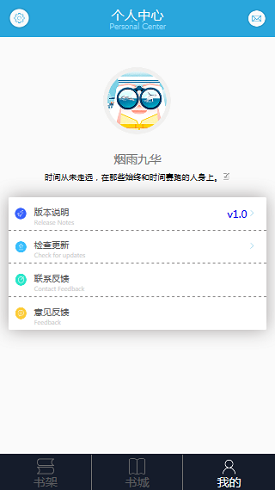 个人中心
Personal Center
烟雨九华
时间从未走远，在那些始终和时间赛跑的人身上。
版本说明
Release Notes
v1.0
检查更新
Check for updates
联系反馈
Contact Feedback
意见反馈
Feedback
书架
书城
我的